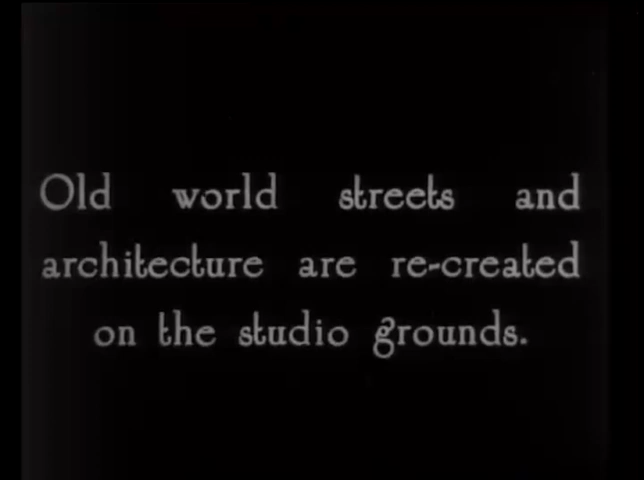 Old world streets and
architecture are re-created
on the studio grounds.